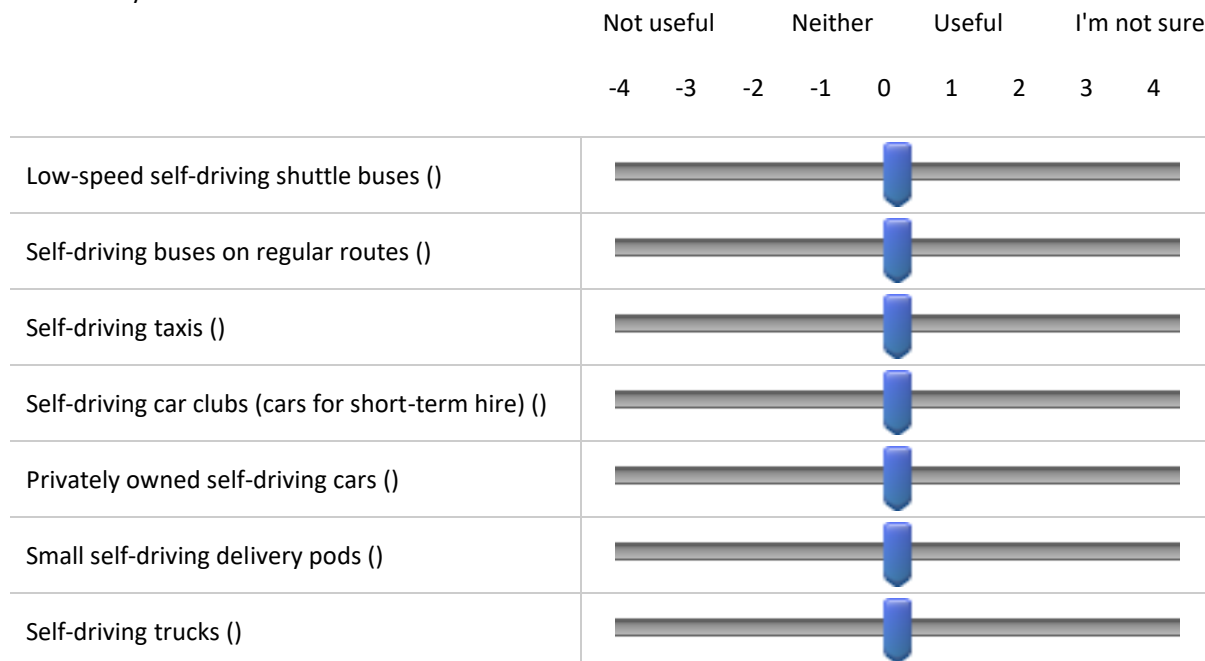 Not useful Neither Useful I'm not sure
-4 -3 -2 -1 0 1 2 3 4
Low-speed self-driving shuttle buses ()
Self-driving buses on regular routes ()
Self-driving taxis ()
Self-driving car clubs (cars for short-term hire) ()
Privately owned self-driving cars ()
Small self-driving delivery pods ()
Self-driving trucks ()